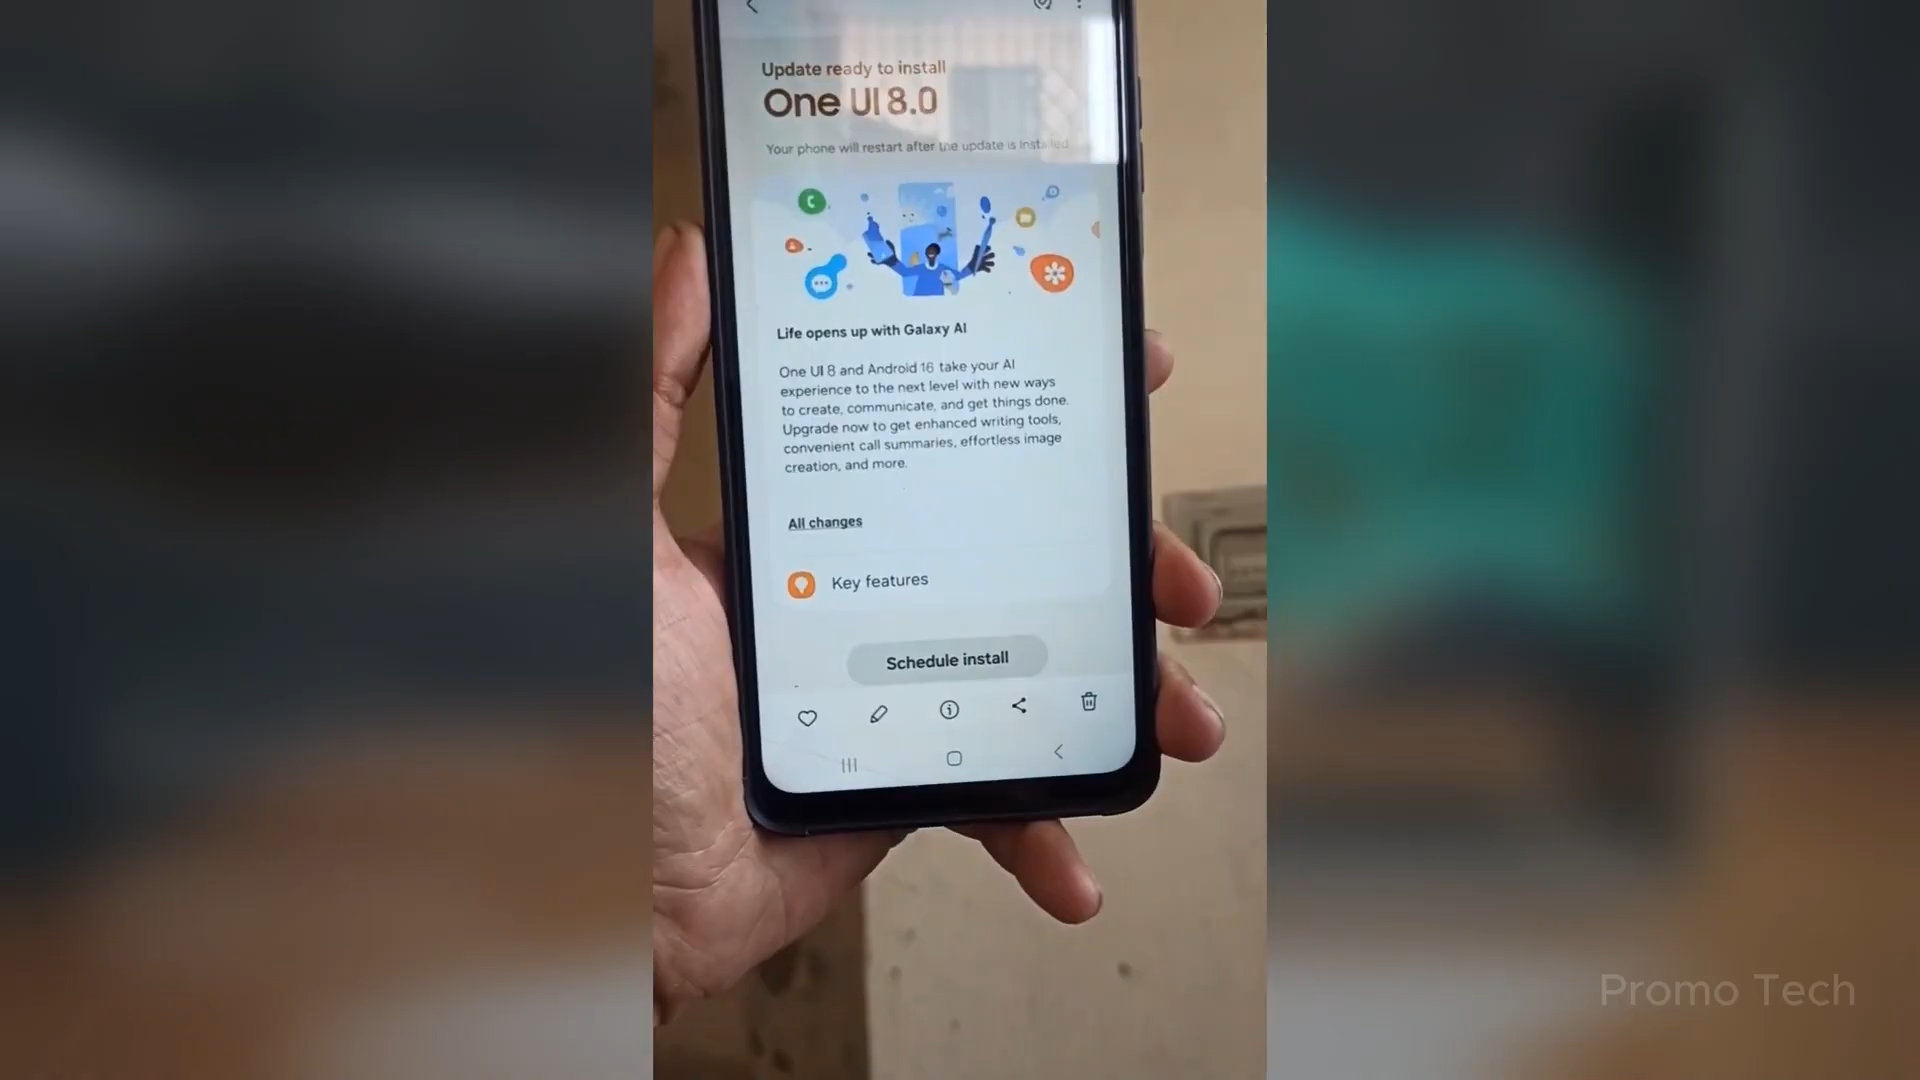 Update ready to install
One UI 8.0
Your phone will restart after the update is installed
Life opens up with Galaxy AI
One UI 8 and Android 16 take your AI
experience to the next level with new ways
to create, communicate, and get things done.
Upgrade now to get enhanced writing tools,
convenient call summaries, effortless image
creation, and more.
All changes
Key features
Schedule install
Promo Tech